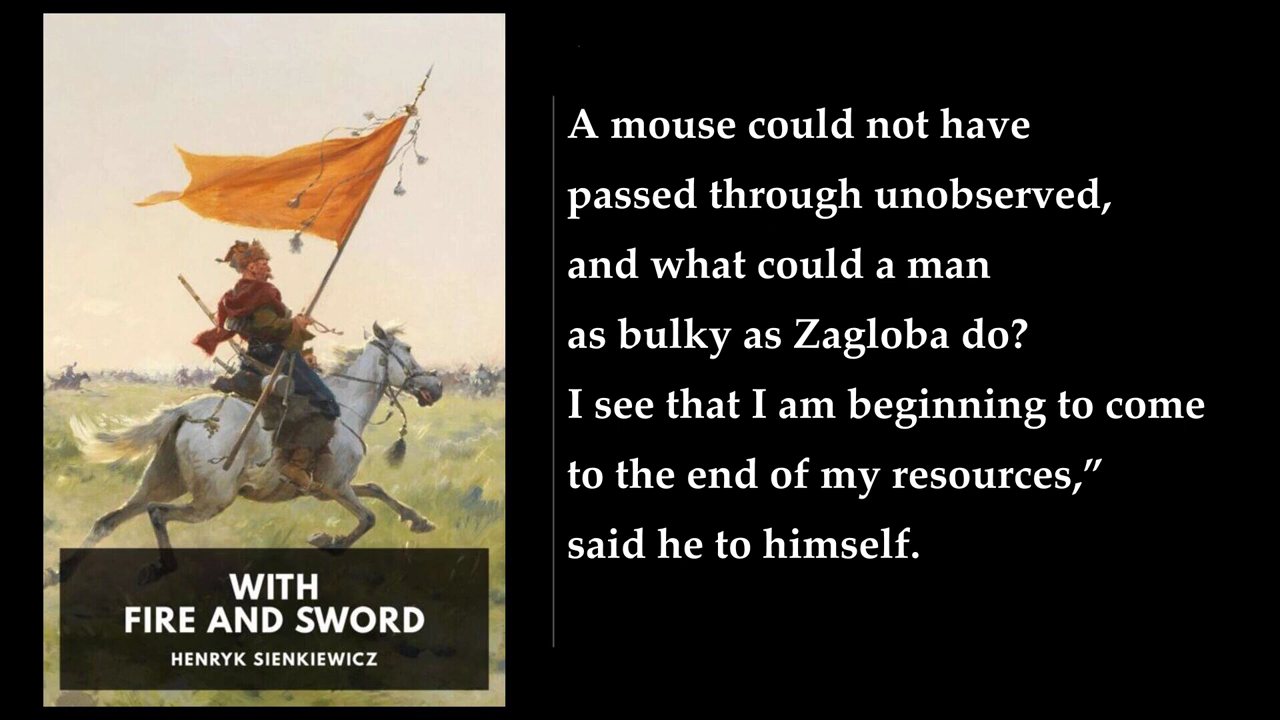 WITH
FIRE AND SWORD
HENRYK SIENKIEWICZ
A mouse could not have
passed through unobserved,
and what could a man
as bulky as Zagloba do?
I see that I am beginning to come
to the end of my resources,”
said he to himself.